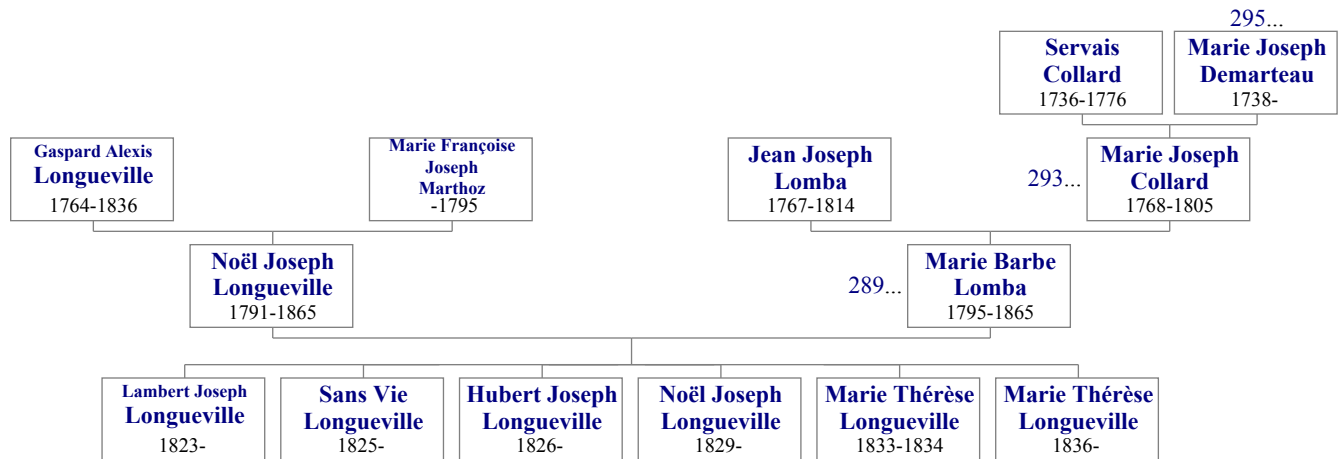 295...
Servais
Collard
1736-1776
Marie Joseph
Demarteau
1738-
Gaspard Alexis
Longueville
1764-1836
Marie Françoise
Joseph
Marthoz
-1795
Jean Joseph
Lomba
1767-1814
293...
Marie Joseph
Collard
1768-1805
Noël Joseph
Longueville
1791-1865
289...
Marie Barbe
Lomba
1795-1865
Lambert Joseph
Longueville
1823-
Sans Vie
Longueville
1825-
Hubert Joseph
Longueville
1826-
Noël Joseph
Longueville
1829-
Marie Thérèse
Longueville
1833-1834
Marie Thérèse
Longueville
1836-